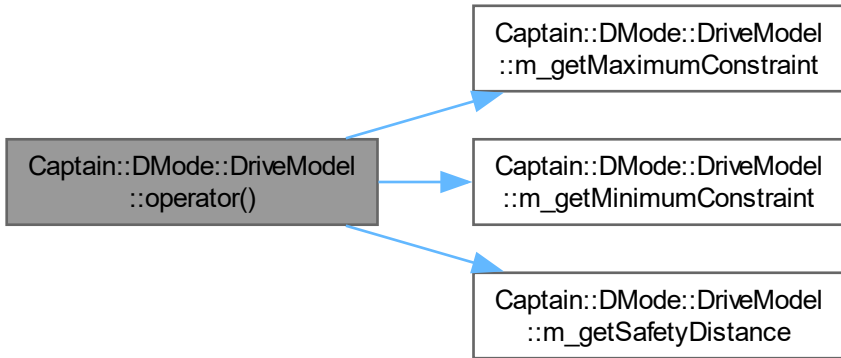 Captain::DMode::DriveModel
::m_getMaximumConstraint
Captain::DMode::DriveModel
::operator()
Captain::DMode::DriveModel
::m_getMinimumConstraint
Captain::DMode::DriveModel
::m_getSafetyDistance